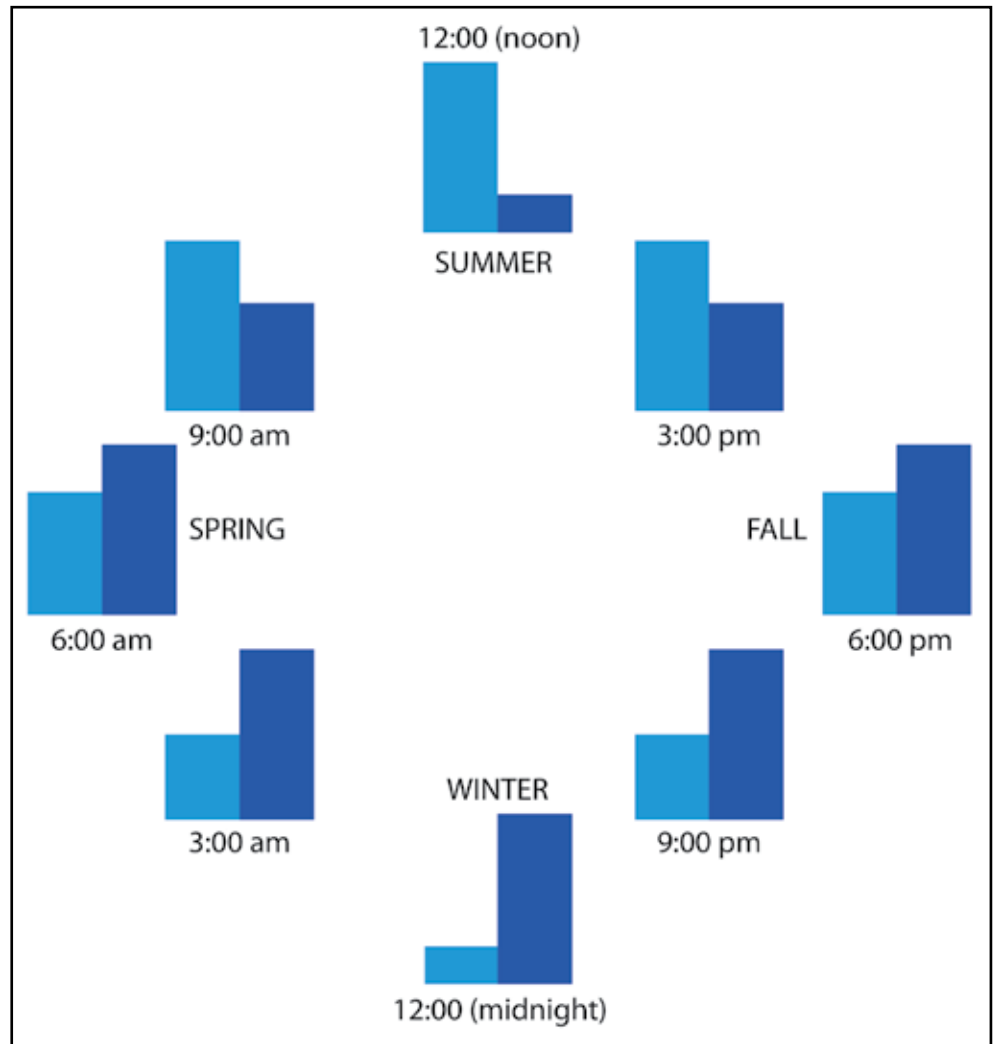 12:00 (noon)
SUMMER
9:00 am
3:00 pm
SPRING
FALL
6:00 am
6:00 pm
WINTER
3:00 am
9:00 pm
12:00 (midnight)